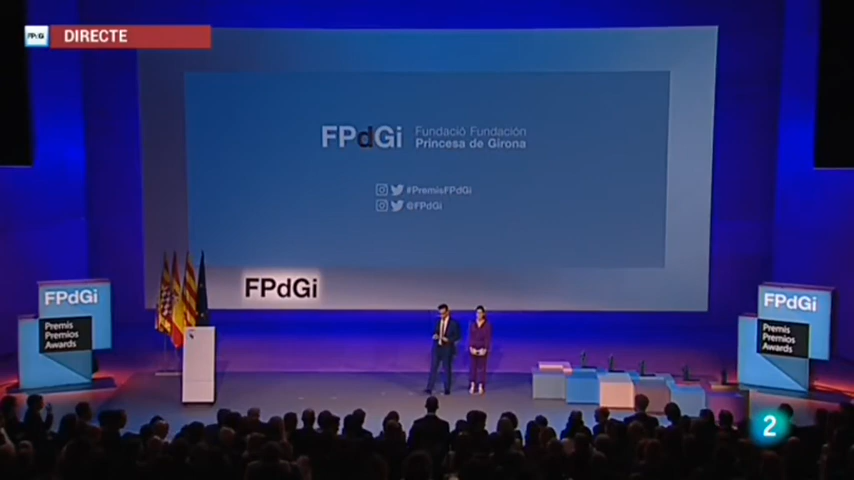 FPdGi
DIRECTE
FPdGi
Fundació Fundación
Princesa de Girona
#PremisFPdGi
@FPdGi
FPdGi
FPdGi
Premis
Premios
Awards
FPdGi
Premis
Premios
Awards
2